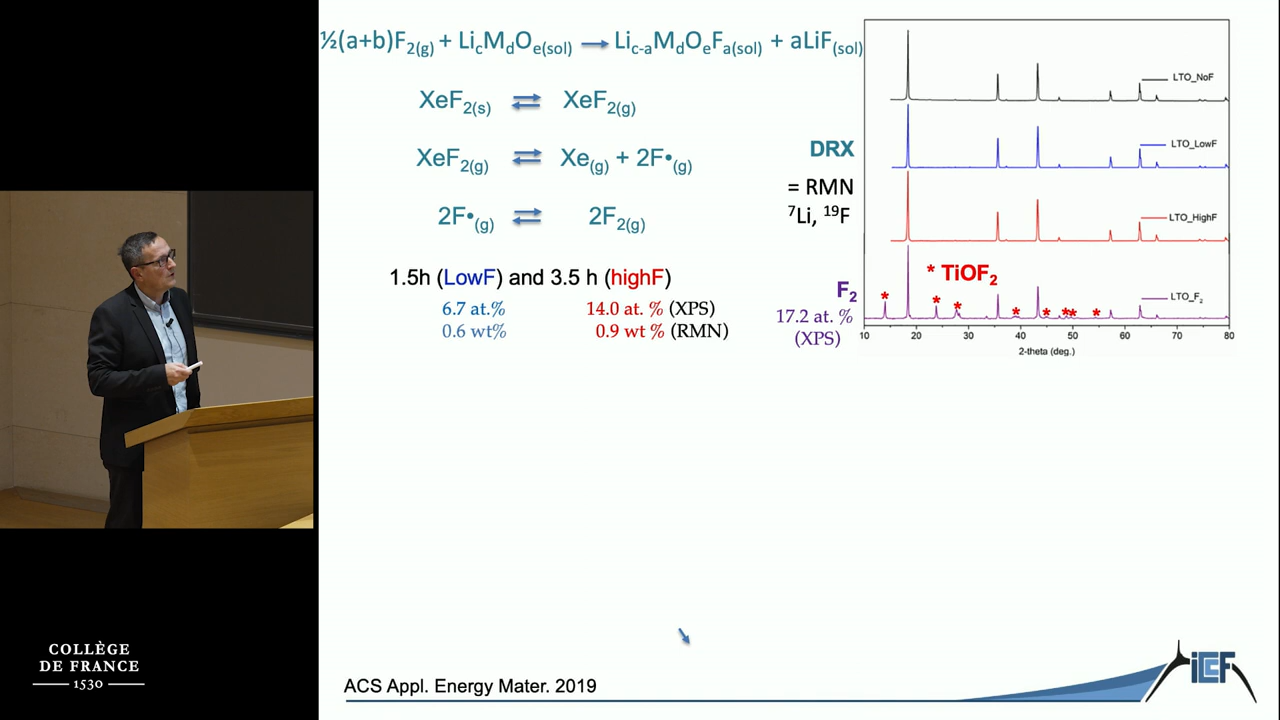 ½(a+b)F₂₍g₎ + LicMdOe(sol) → Lic-aMdOeFa(sol) + aLiF(sol)
XeF₂(s) ⇄ XeF₂(g)
XeF₂(g) ⇄ Xe(g) + 2F•(g)
2F•(g) ⇄ 2F₂(g)
1.5h (LowF) and 3.5 h (highF)
6.7 at.% 14.0 at. % (XPS)
0.6 wt% 0.9 wt % (RMN)
DRX
= RMN
⁷Li, ¹⁹F
F₂
17.2 at. %
(XPS)
LTO_NoF
LTO_LowF
LTO_HighF
* TiOF₂
LTO_F₂
* * * * * * * *
10 20 30 40 50 60 70 80
2-theta (deg.)
COLLÈGE
DE FRANCE
1530
ACS Appl. Energy Mater. 2019
iCCF